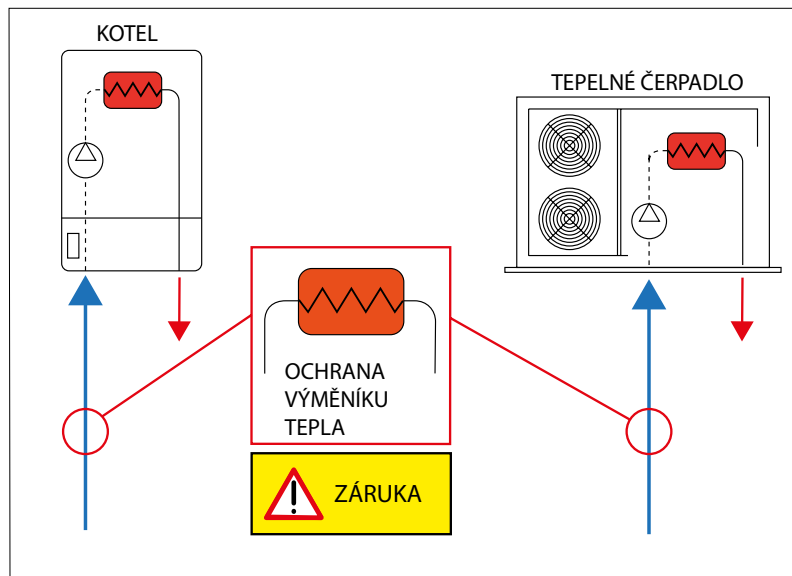 KOTEL
TEPELNÉ ČERPADLO
OCHRANA
VÝMĚNÍKU
TEPLA
ZÁRUKA